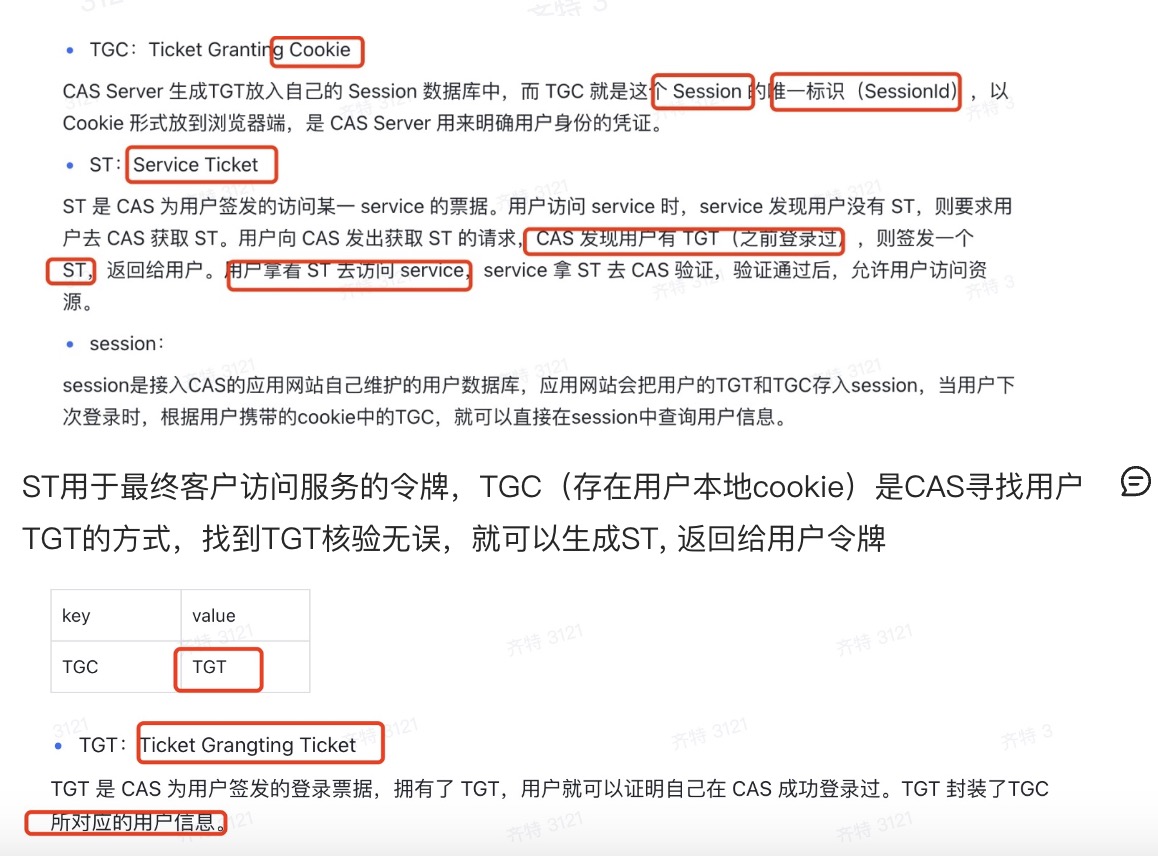 TGC：Ticket Granting Cookie
CAS Server 生成TGT放入自己的 Session 数据库中，而 TGC 就是这个 Session 的唯一标识（SessionId），以
Cookie 形式放到浏览器端，是 CAS Server 用来明确用户身份的凭证。
ST：Service Ticket
ST 是 CAS 为用户签发的访问某一 service 的票据。用户访问 service 时，service 发现用户没有 ST，则要求用
户去 CAS 获取 ST。用户向 CAS 发出获取 ST 的请求，CAS 发现用户有 TGT（之前登录过），则签发一个
ST，返回给用户。用户拿着 ST 去访问 service，service 拿 ST 去 CAS 验证，验证通过后，允许用户访问资
源。
session：
session是接入CAS的应用网站自己维护的用户数据库，应用网站会把用户的TGT和TGC存入session，当用户下
次登录时，根据用户携带的cookie中的TGC，就可以直接在session中查询用户信息。
ST用于最终客户访问服务的令牌，TGC（存在用户本地cookie）是CAS寻找用户
TGT的方式，找到TGT核验无误，就可以生成ST, 返回给用户令牌
key value
TGC TGT
TGT：Ticket Grangting Ticket
TGT 是 CAS 为用户签发的登录票据，拥有了 TGT，用户就可以证明自己在 CAS 成功登录过。TGT 封装了TGC
所对应的用户信息。
齐特 3121